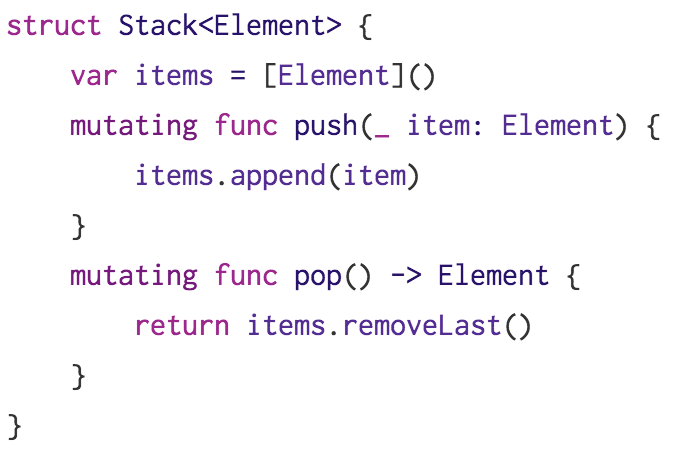 struct Stack<Element> {
    var items = [Element]()
    mutating func push(_ item: Element) {
        items.append(item)
    }
    mutating func pop() -> Element {
        return items.removeLast()
    }
}